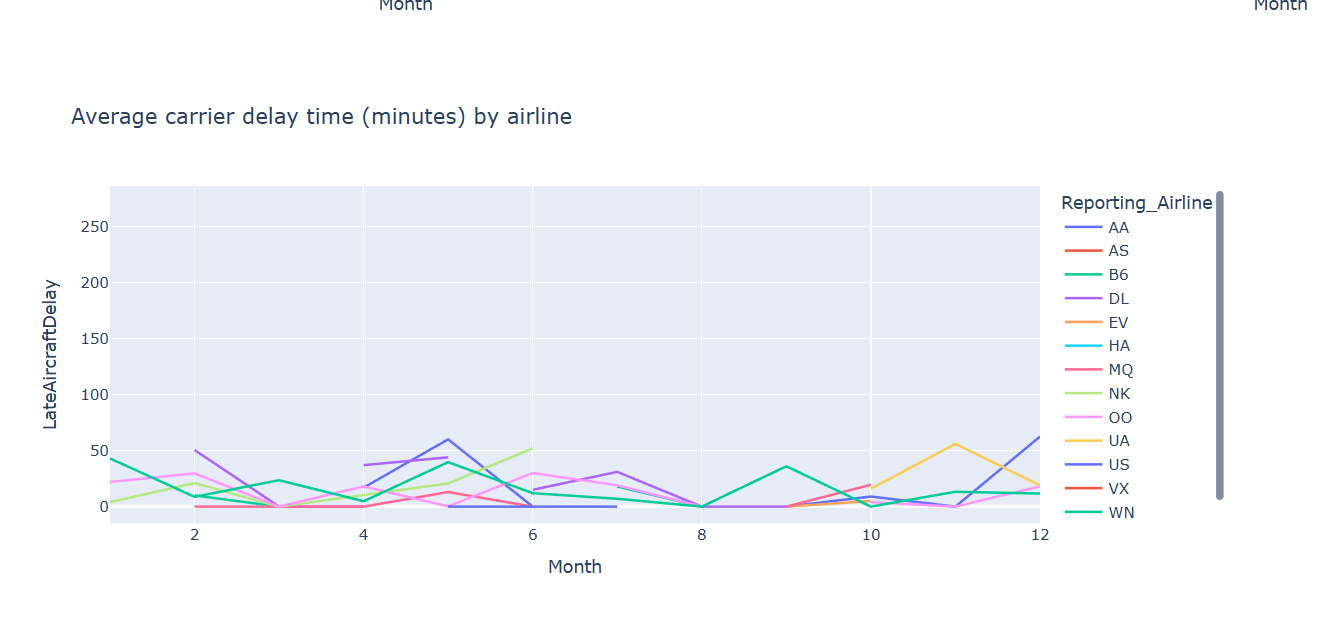 Month Month
Average carrier delay time (minutes) by airline
LateAircraftDelay
250
200
150
100
50
0
2 4 6 8 10 12
Month
Reporting_Airline
AA
AS
B6
DL
EV
HA
MQ
NK
OO
UA
US
VX
WN